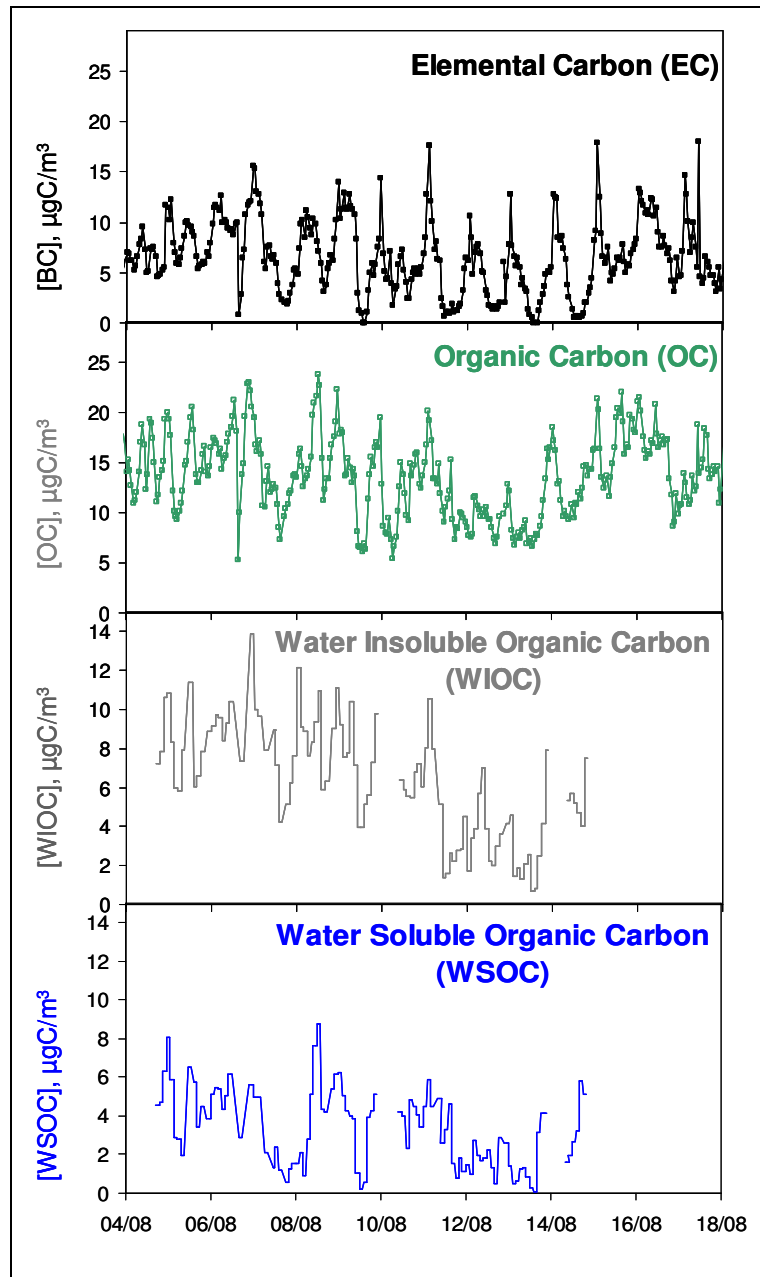 Elemental Carbon (EC)
[BC], µgC/m³
25
20
15
10
5
0
Organic Carbon (OC)
[OC], µgC/m³
25
20
15
10
5
0
Water Insoluble Organic Carbon
(WIOC)
[WIOC], µgC/m³
14
12
10
8
6
4
2
0
Water Soluble Organic Carbon
(WSOC)
[WSOC], µgC/m³
14
12
10
8
6
4
2
0
04/08 06/08 08/08 10/08 12/08 14/08 16/08 18/08